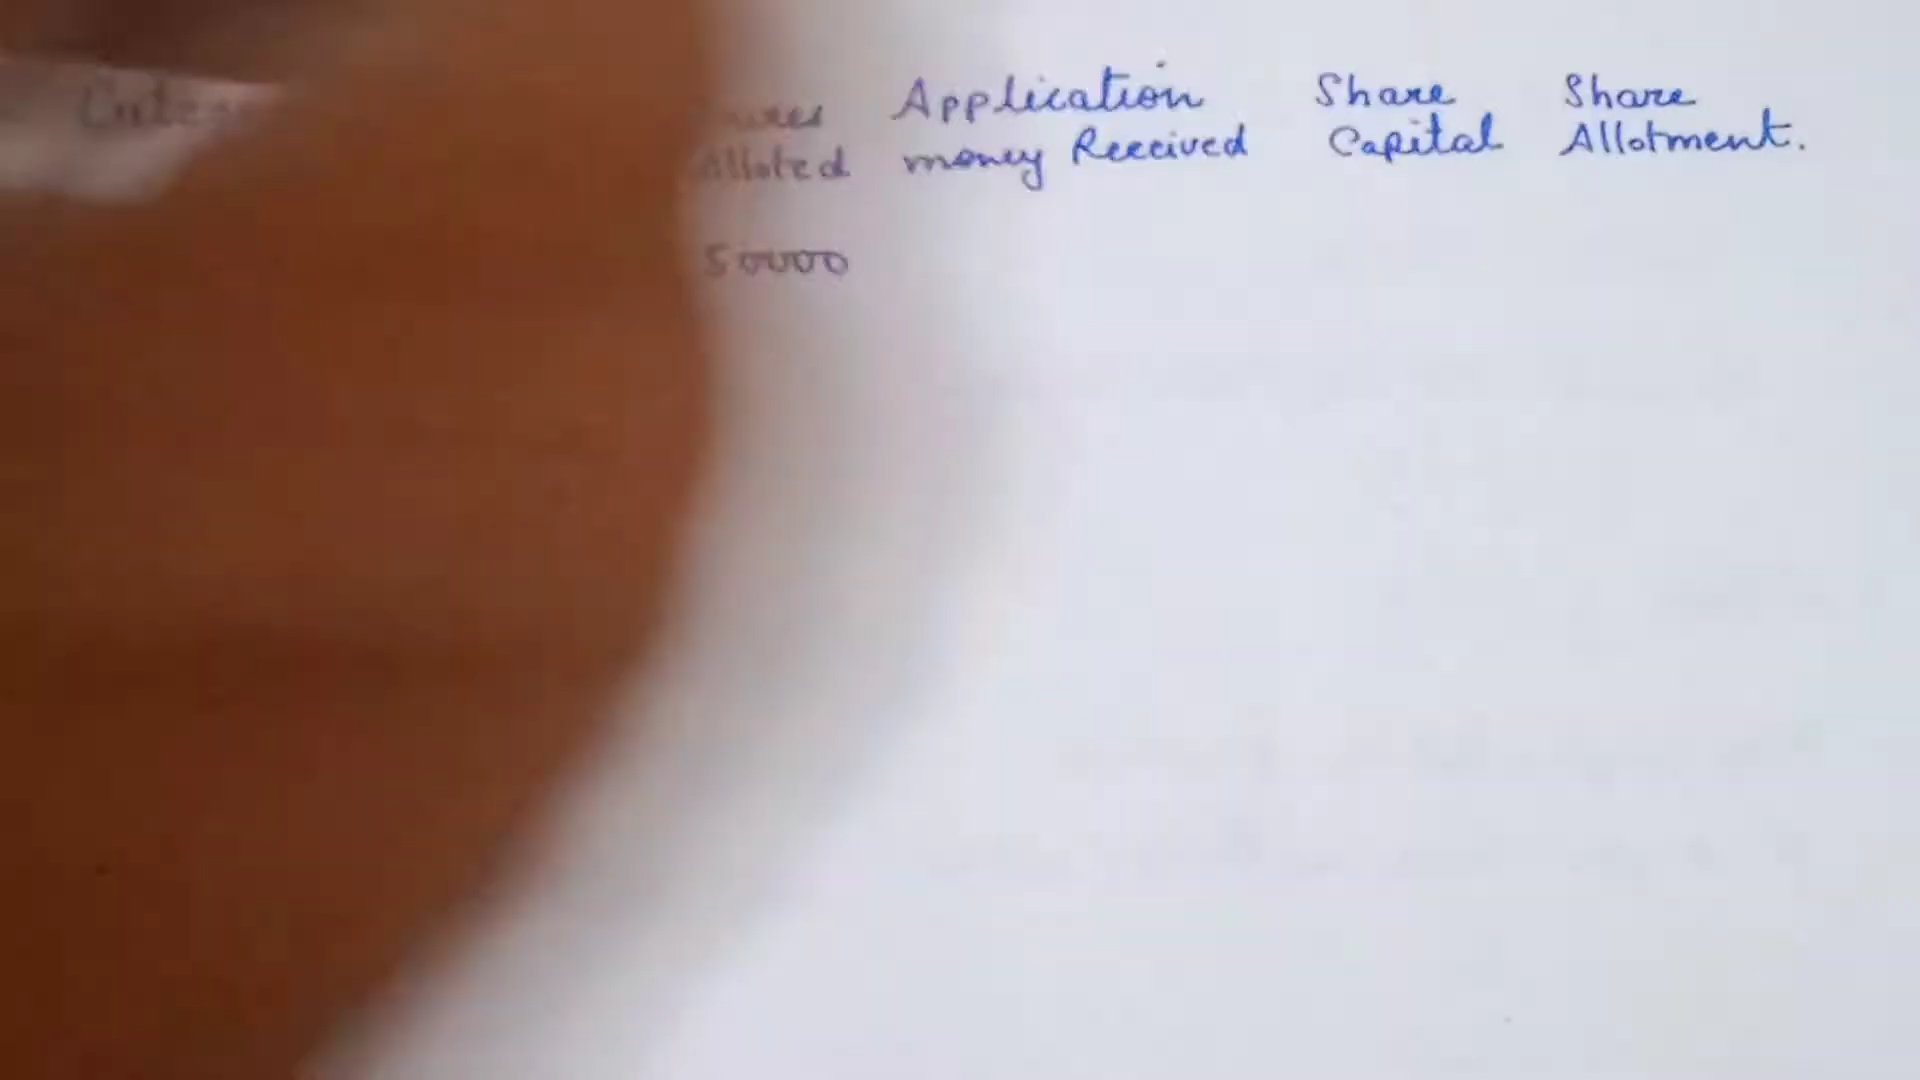 Application Share Share
Alloted money Received Capital Allotment.
50000